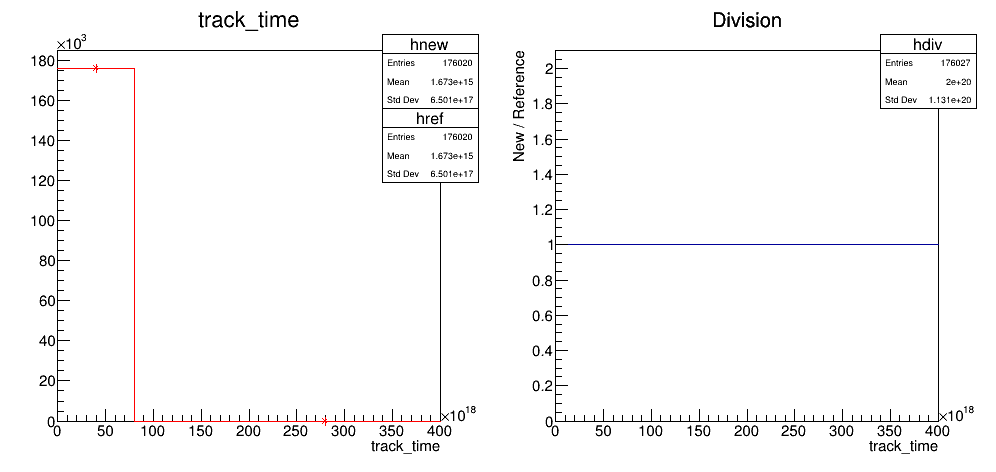 track_time
×10³
180
160
140
120
100
80
60
40
20
0
0 50 100 150 200 250 300 350 400
×10¹⁸
track_time
hnew
Entries 176020
Mean 1.673e+15
Std Dev 6.501e+17
href
Entries 176020
Mean 1.673e+15
Std Dev 6.501e+17
Division
New / Reference
2
1.8
1.6
1.4
1.2
1
0.8
0.6
0.4
0.2
0
0 50 100 150 200 250 300 350 400
×10¹⁸
track_time
hdiv
Entries 176027
Mean 2e+20
Std Dev 1.131e+20